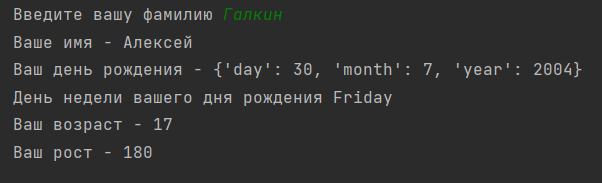 Введите вашу фамилию Галкин
Ваше имя - Алексей
Ваш день рождения - {'day': 30, 'month': 7, 'year': 2004}
День недели вашего дня рождения Friday
Ваш возраст - 17
Ваш рост - 180